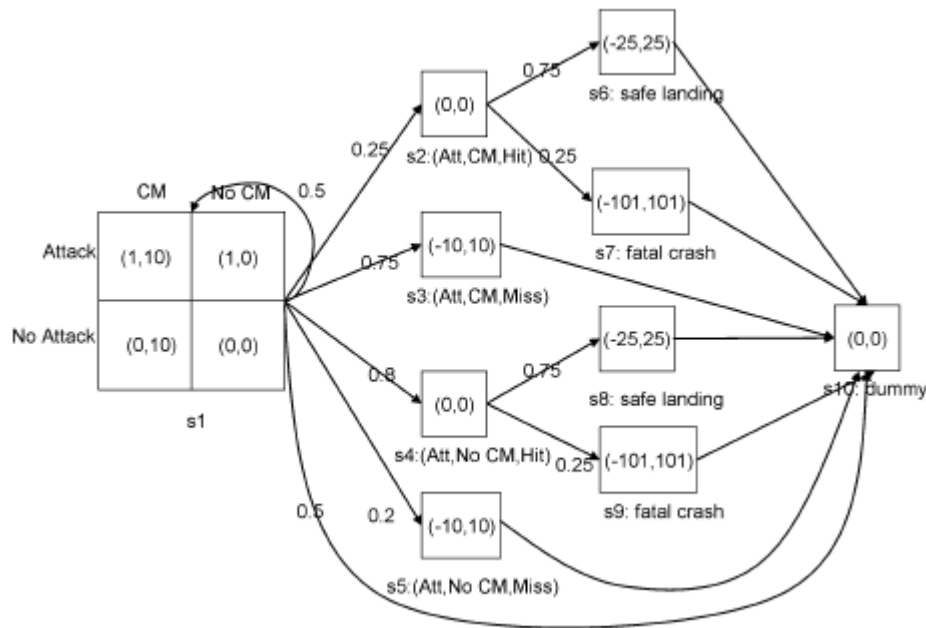 (-25,25)
0.75
s6: safe landing
(0,0)
0.25
s2:(Att,CM,Hit)
0.25
CM
No CM
0.5
(-101,101)
s7: fatal crash
Attack
(1,10)
(1,0)
(-10,10)
0.75
s3:(Att,CM,Miss)
No Attack
(0,10)
(0,0)
s1
(-25,25)
(0,0)
0.8
0.75
s8: safe landing
s10: dummy
(0,0)
s4:(Att,No CM,Hit)
0.25
(-101,101)
s9: fatal crash
0.5
0.2
(-10,10)
s5:(Att,No CM,Miss)